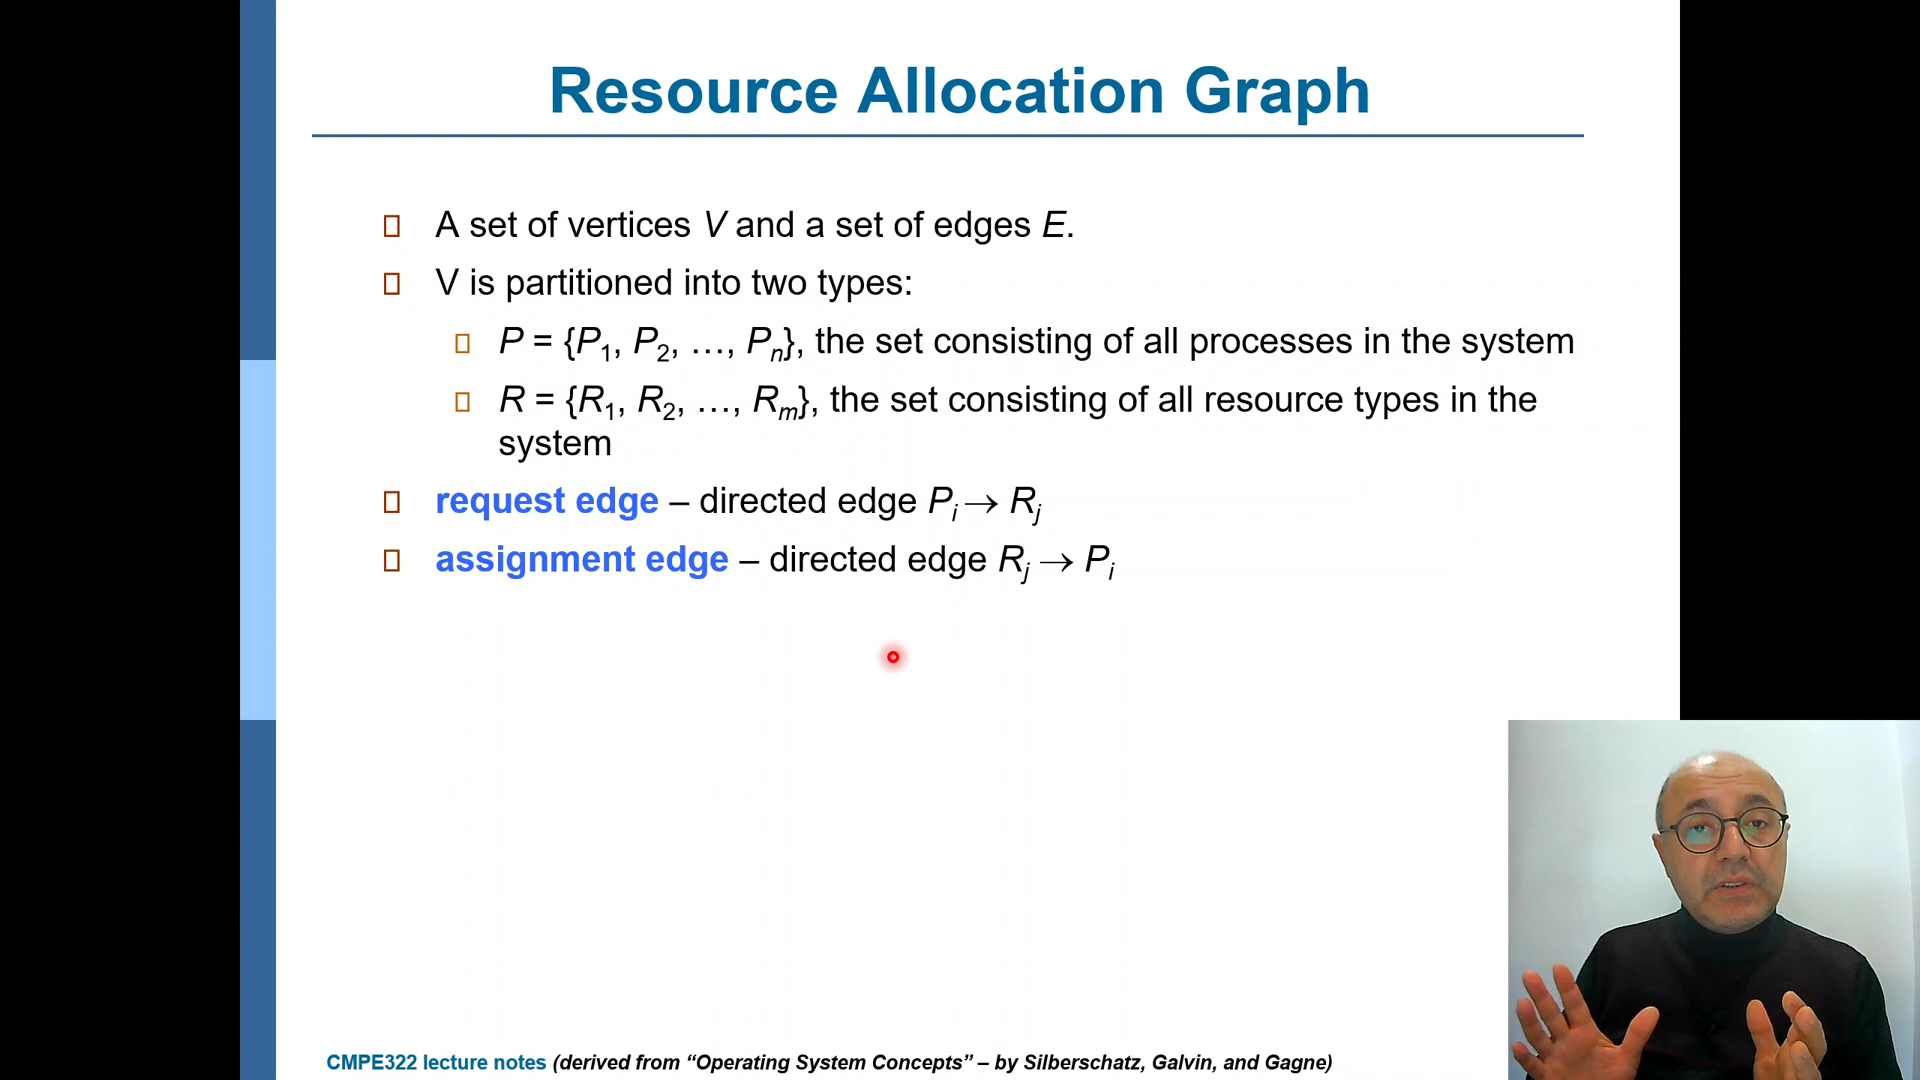 Resource Allocation Graph
A set of vertices V and a set of edges E.
V is partitioned into two types:
P = {P1, P2, …, Pn}, the set consisting of all processes in the system
R = {R1, R2, …, Rm}, the set consisting of all resource types in the
system
request edge – directed edge Pi → Rj
assignment edge – directed edge Rj → Pi
CMPE322 lecture notes (derived from “Operating System Concepts” – by Silberschatz, Galvin, and Gagne)